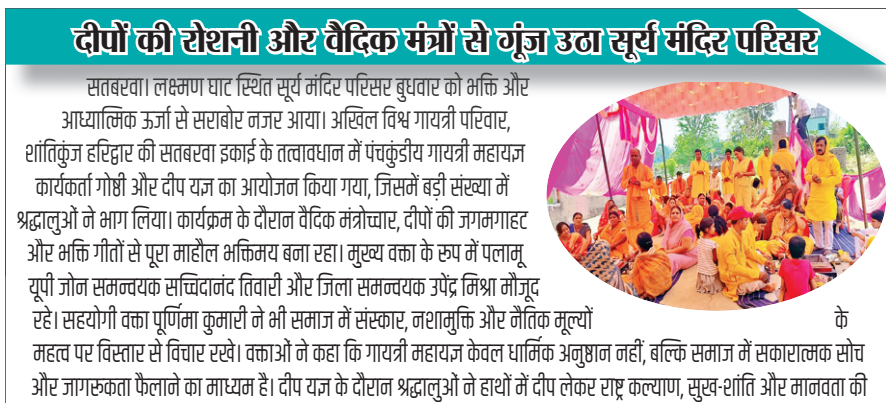 दीपों की रोशनी और वैदिक मंत्रों से गूंज उठा सूर्य मंदिर परिसर
सतबरवा। लक्ष्मण घाट स्थित सूर्य मंदिर परिसर बुधवार को भक्ति और
आध्यात्मिक ऊर्जा से सराबोर नजर आया। अखिल विश्व गायत्री परिवार,
शांतिकुंज हरिद्वार की सतबरवा इकाई के तत्वावधान में पंचकुंडीय गायत्री महायज्ञ
कार्यकर्ता गोष्ठी और दीप यज्ञ का आयोजन किया गया, जिसमें बड़ी संख्या में
श्रद्धालुओं ने भाग लिया। कार्यक्रम के दौरान वैदिक मंत्रोच्चार, दीपों की जगमगाहट
और भक्ति गीतों से पूरा माहौल भक्तिमय बना रहा। मुख्य वक्ता के रूप में पलामू
यूपी जोन समन्वयक सच्चिदानंद तिवारी और जिला समन्वयक उपेंद्र मिश्रा मौजूद
रहे। सहयोगी वक्ता पूर्णिमा कुमारी ने भी समाज में संस्कार, नशामुक्ति और नैतिक मूल्यों के
महत्व पर विस्तार से विचार रखे। वक्ताओं ने कहा कि गायत्री महायज्ञ केवल धार्मिक अनुष्ठान नहीं, बल्कि समाज में सकारात्मक सोच
और जागरुकता फैलाने का माध्यम है। दीप यज्ञ के दौरान श्रद्धालुओं ने हाथों में दीप लेकर राष्ट्र कल्याण, सुख-शांति और मानवता की